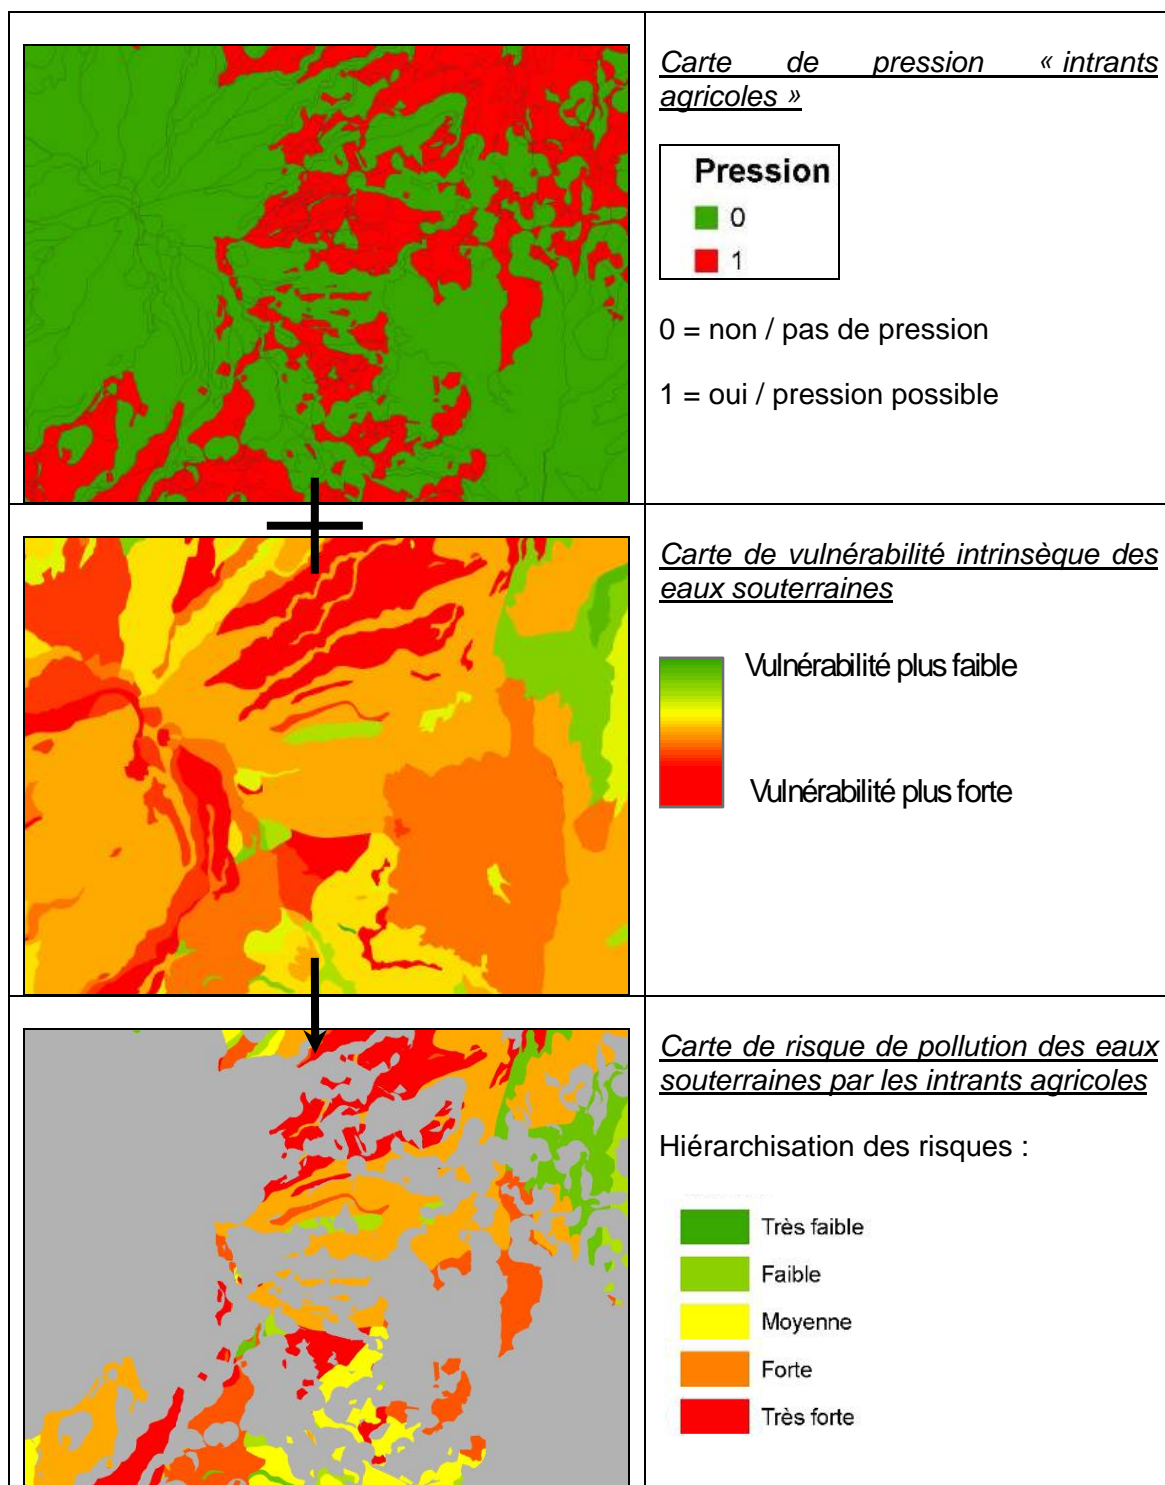 Carte de pression « intrants
agricoles »
Pression
0
1
0 = non / pas de pression
1 = oui / pression possible
Carte de vulnérabilité intrinsèque des
eaux souterraines
Vulnérabilité plus faible
Vulnérabilité plus forte
Carte de risque de pollution des eaux
souterraines par les intrants agricoles
Hiérarchisation des risques :
Très faible
Faible
Moyenne
Forte
Très forte